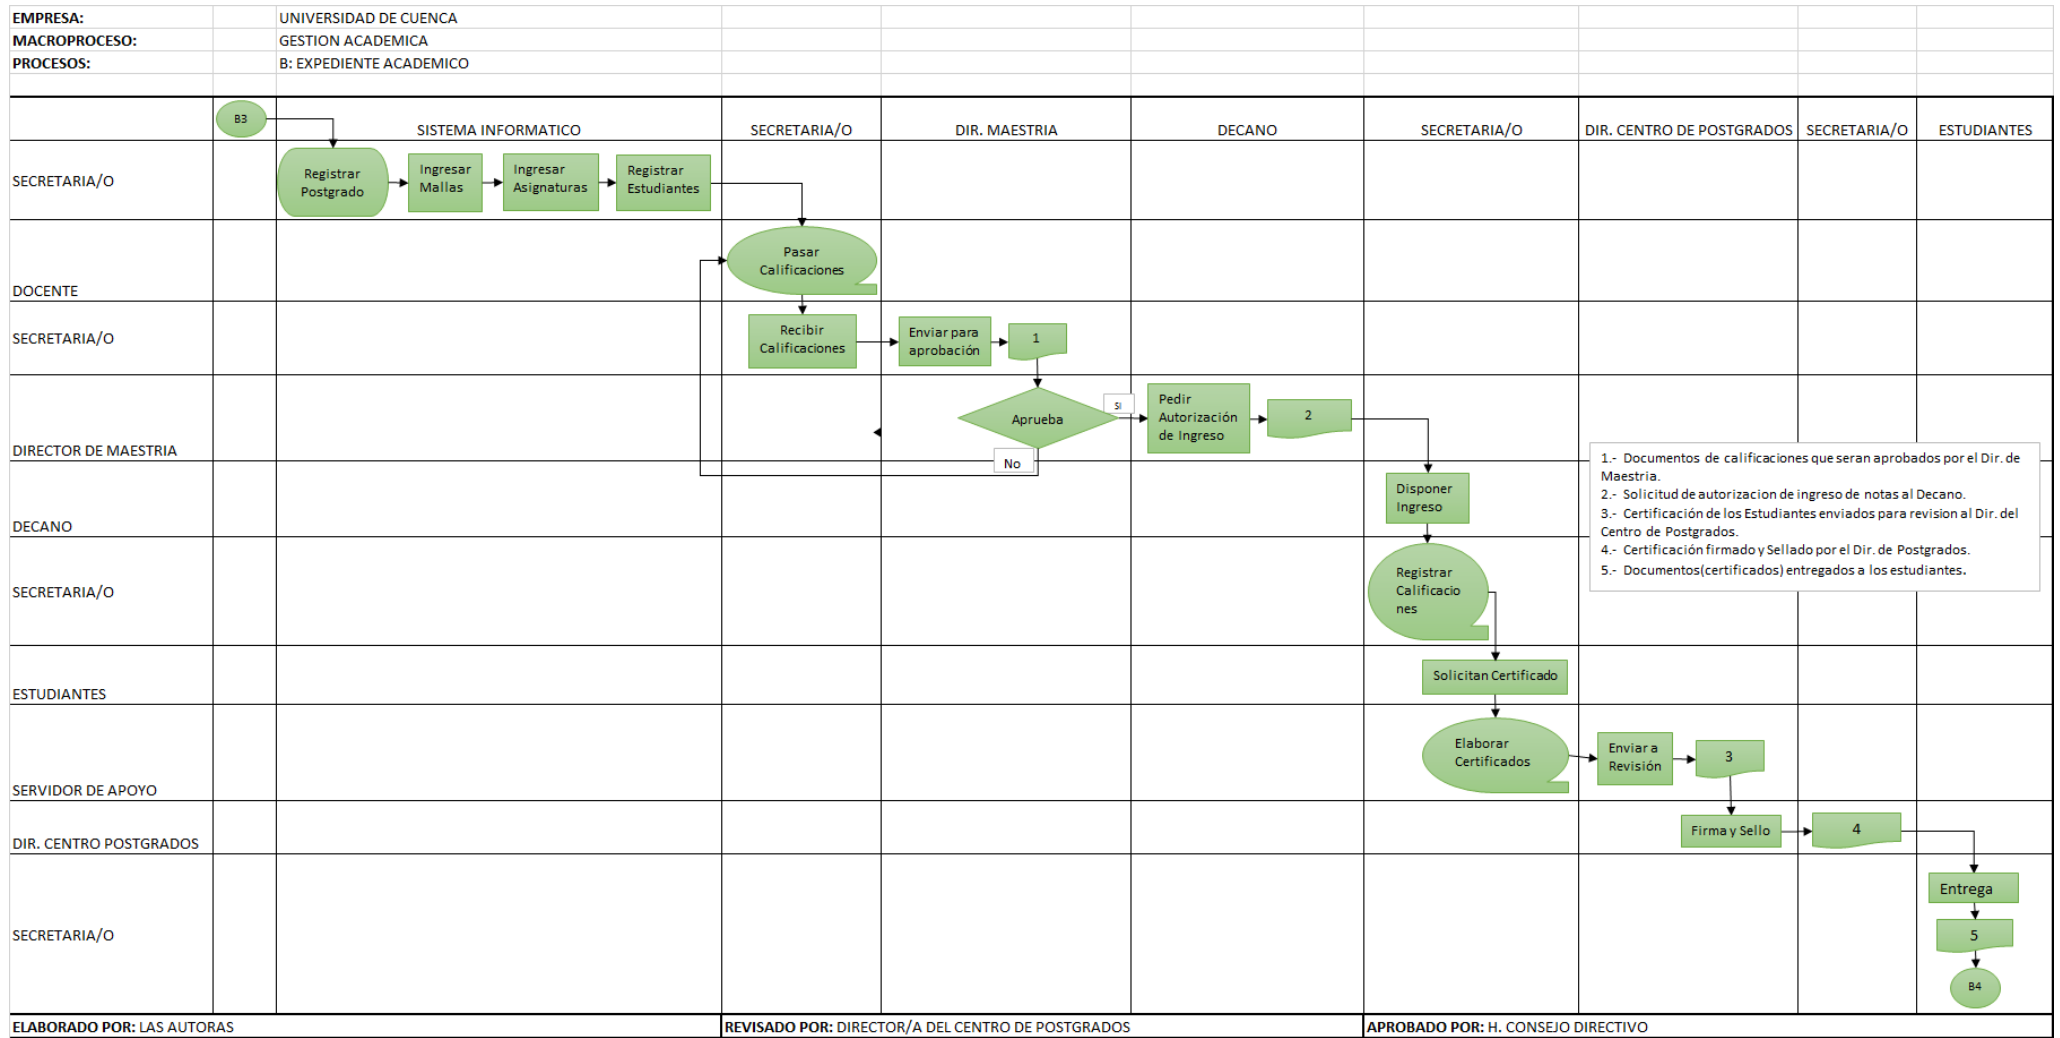 EMPRESA: UNIVERSIDAD DE CUENCA
MACROPROCESO: GESTION ACADEMICA
PROCESOS: B: EXPEDIENTE ACADEMICO
B3
SISTEMA INFORMATICO
SECRETARIA/O
DIR. MAESTRIA
DECANO
SECRETARIA/O
DIR. CENTRO DE POSTGRADOS
SECRETARIA/O
ESTUDIANTES
SECRETARIA/O
Registrar
Postgrado
Ingresar
Mallas
Ingresar
Asignaturas
Registrar
Estudiantes
DOCENTE
Pasar
Calificaciones
SECRETARIA/O
Recibir
Calificaciones
Enviar para
aprobación
1
DIRECTOR DE MAESTRIA
Aprueba
SI
No
Pedir
Autorización
de Ingreso
2
DECANO
Disponer
Ingreso
1.- Documentos de calificaciones que seran aprobados por el Dir. de
Maestria.
2.- Solicitud de autorizacion de ingreso de notas al Decano.
3.- Certificación de los Estudiantes enviados para revision al Dir. del
Centro de Postgrados.
4.- Certificación firmado y Sellado por el Dir. de Postgrados.
5.- Documentos(certificados) entregados a los estudiantes.
SECRETARIA/O
Registrar
Calificacio
nes
ESTUDIANTES
Solicitan Certificado
SERVIDOR DE APOYO
Elaborar
Certificados
Enviar a
Revisión
3
DIR. CENTRO POSTGRADOS
Firma y Sello
4
SECRETARIA/O
Entrega
5
B4
ELABORADO POR: LAS AUTORAS
REVISADO POR: DIRECTOR/A DEL CENTRO DE POSTGRADOS
APROBADO POR: H. CONSEJO DIRECTIVO